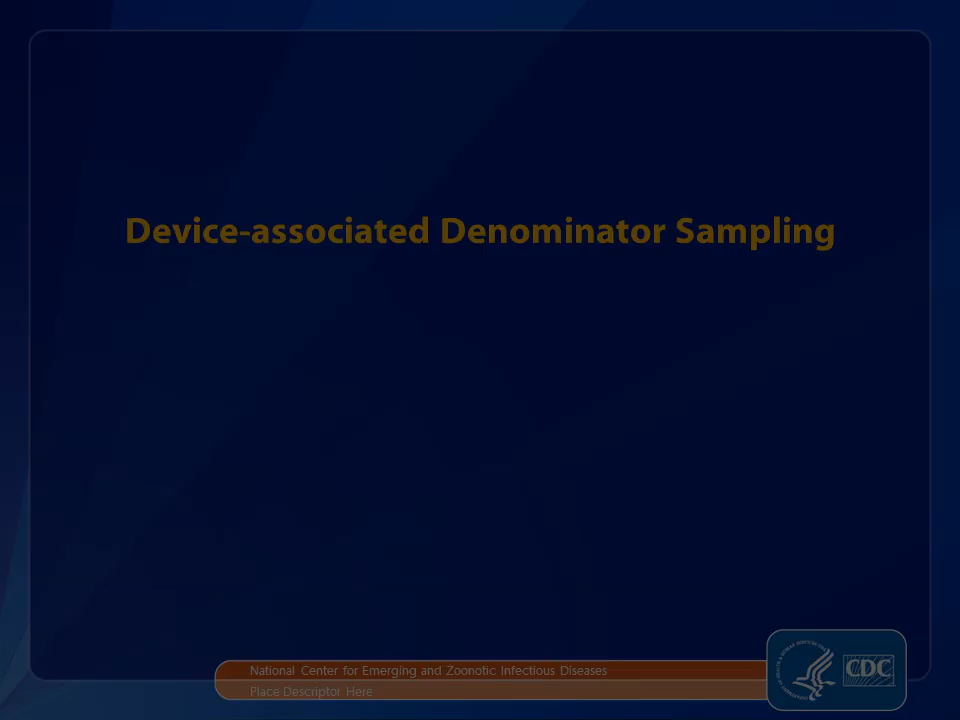 Device-associated Denominator Sampling
National Center for Emerging and Zoonotic Infectious Diseases
Place Descriptor Here
CDC